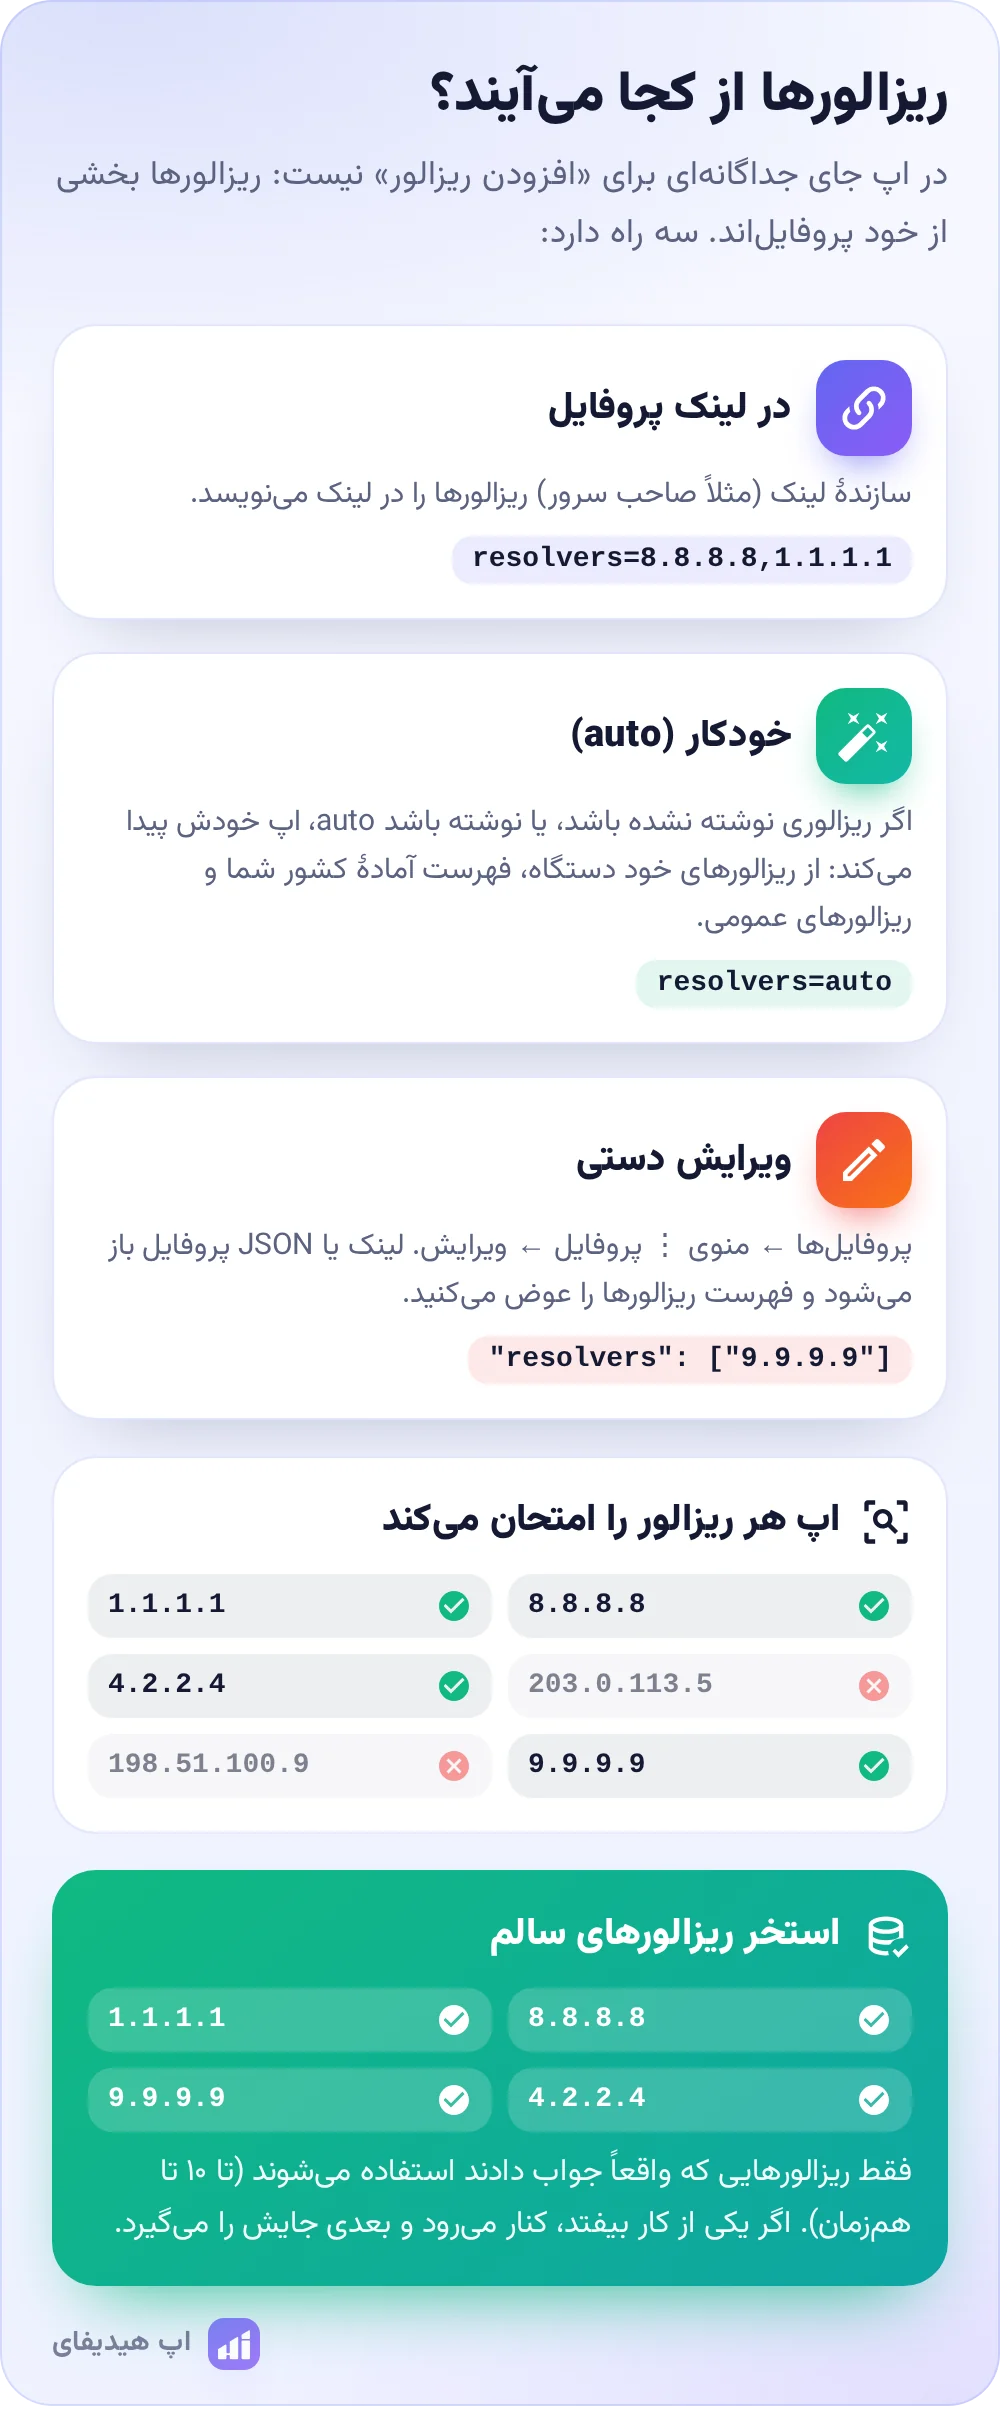 ریزالورها از کجا می‌آیند؟
در اپ جای جداگانه‌ای برای «افزودن ریزالور» نیست: ریزالورها بخشی
از خود پروفایل‌اند. سه راه دارد:
در لینک پروفایل
سازندهٔ لینک (مثلاً صاحب سرور) ریزالورها را در لینک می‌نویسد.
resolvers=8.8.8.8,1.1.1.1
خودکار (auto)
اگر ریزالوری نوشته نشده باشد، یا نوشته باشد auto، اپ خودش پیدا
می‌کند: از ریزالورهای خود دستگاه، فهرست آمادهٔ کشور شما و
ریزالورهای عمومی.
resolvers=auto
ویرایش دستی
پروفایل‌ها ← منوی ⋮ پروفایل ← ویرایش. لینک یا JSON پروفایل باز
می‌شود و فهرست ریزالورها را عوض می‌کنید.
"resolvers": ["9.9.9.9"]
اپ هر ریزالور را امتحان می‌کند
8.8.8.8
1.1.1.1
203.0.113.5
4.2.2.4
9.9.9.9
198.51.100.9
استخر ریزالورهای سالم
8.8.8.8
1.1.1.1
4.2.2.4
9.9.9.9
فقط ریزالورهایی که واقعاً جواب دادند استفاده می‌شوند (تا ۱۰ تا
هم‌زمان). اگر یکی از کار بیفتد، کنار می‌رود و بعدی جایش را می‌گیرد.
اپ هیدیفای